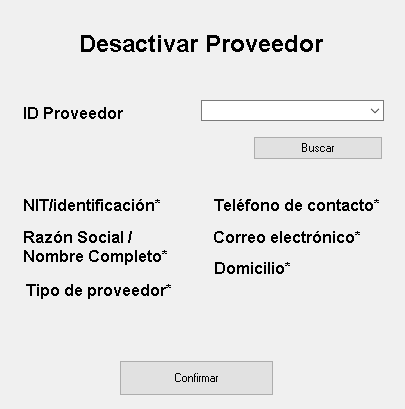 Desactivar Proveedor
ID Proveedor
Buscar
NIT/identificación*
Teléfono de contacto*
Razón Social /
Nombre Completo*
Correo electrónico*
Domicilio*
Tipo de proveedor*
Confirmar